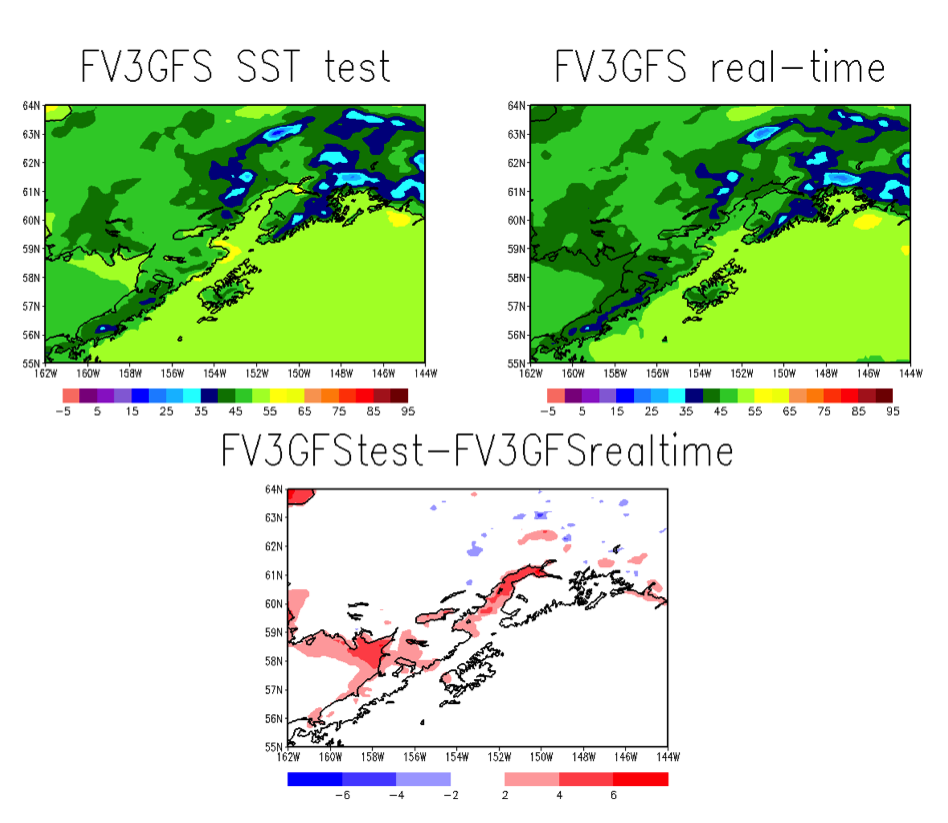 FV3GFS SST test FV3GFS real-time
64N 64N
63N 63N
62N 62N
61N 61N
60N 60N
59N 59N
58N 58N
57N 57N
56N 56N
55N 55N
162W 160W 158W 156W 154W 152W 150W 148W 146W 144W 162W 160W 158W 156W 154W 152W 150W 148W 146W 144W
-5 5 15 25 35 45 55 65 75 85 95 -5 5 15 25 35 45 55 65 75 85 95
FV3GFStest-FV3GFSrealtime
64N
63N
62N
61N
60N
59N
58N
57N
56N
55N
162W 160W 158W 156W 154W 152W 150W 148W 146W 144W
-6 -4 -2 2 4 6